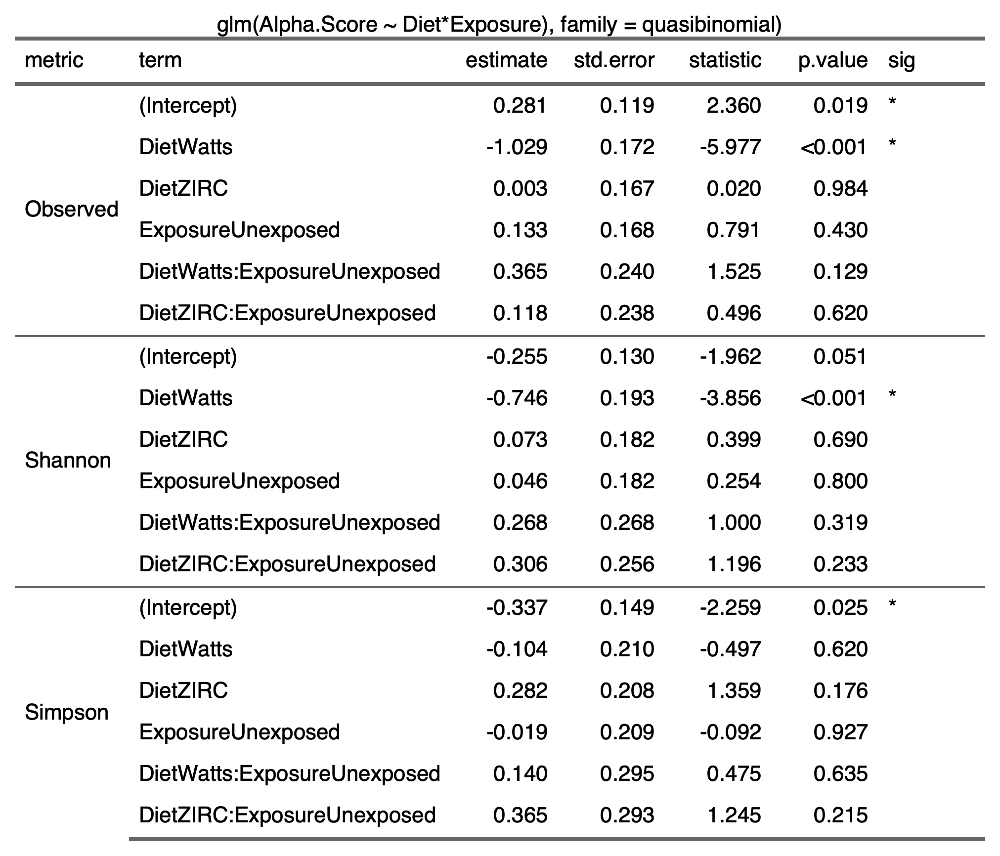 glm(Alpha.Score ~ Diet*Exposure), family = quasibinomial)
metric term estimate std.error statistic p.value sig
Observed
(Intercept) 0.281 0.119 2.360 0.019 *
DietWatts -1.029 0.172 -5.977 <0.001 *
DietZIRC 0.003 0.167 0.020 0.984
ExposureUnexposed 0.133 0.168 0.791 0.430
DietWatts:ExposureUnexposed 0.365 0.240 1.525 0.129
DietZIRC:ExposureUnexposed 0.118 0.238 0.496 0.620
Shannon
(Intercept) -0.255 0.130 -1.962 0.051
DietWatts -0.746 0.193 -3.856 <0.001 *
DietZIRC 0.073 0.182 0.399 0.690
ExposureUnexposed 0.046 0.182 0.254 0.800
DietWatts:ExposureUnexposed 0.268 0.268 1.000 0.319
DietZIRC:ExposureUnexposed 0.306 0.256 1.196 0.233
Simpson
(Intercept) -0.337 0.149 -2.259 0.025 *
DietWatts -0.104 0.210 -0.497 0.620
DietZIRC 0.282 0.208 1.359 0.176
ExposureUnexposed -0.019 0.209 -0.092 0.927
DietWatts:ExposureUnexposed 0.140 0.295 0.475 0.635
DietZIRC:ExposureUnexposed 0.365 0.293 1.245 0.215